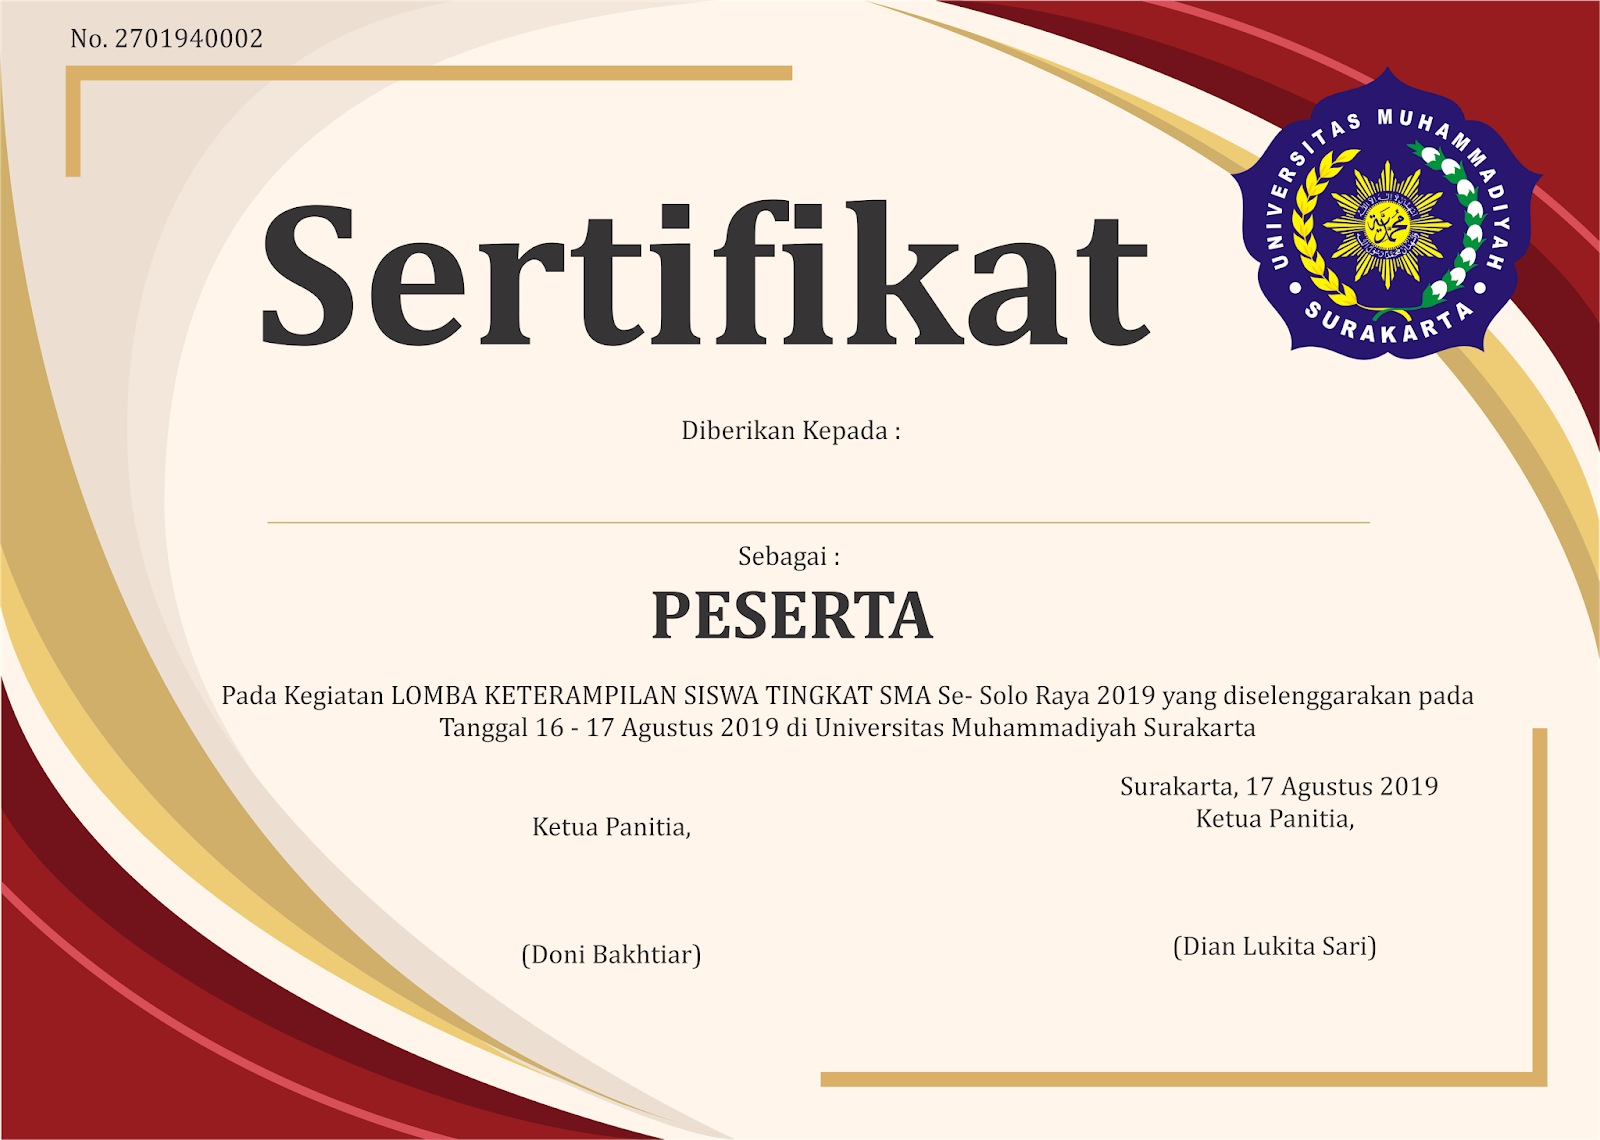 No. 2701940002
UNIVERSITAS MUHAMMADIYAH
SURAKARTA
Sertifikat
Diberikan Kepada :
Sebagai :
PESERTA
Pada Kegiatan LOMBA KETERAMPILAN SISWA TINGKAT SMA Se- Solo Raya 2019 yang diselenggarakan pada
Tanggal 16 - 17 Agustus 2019 di Universitas Muhammadiyah Surakarta
Surakarta, 17 Agustus 2019
Ketua Panitia,
Ketua Panitia,
(Doni Bakhtiar)
(Dian Lukita Sari)